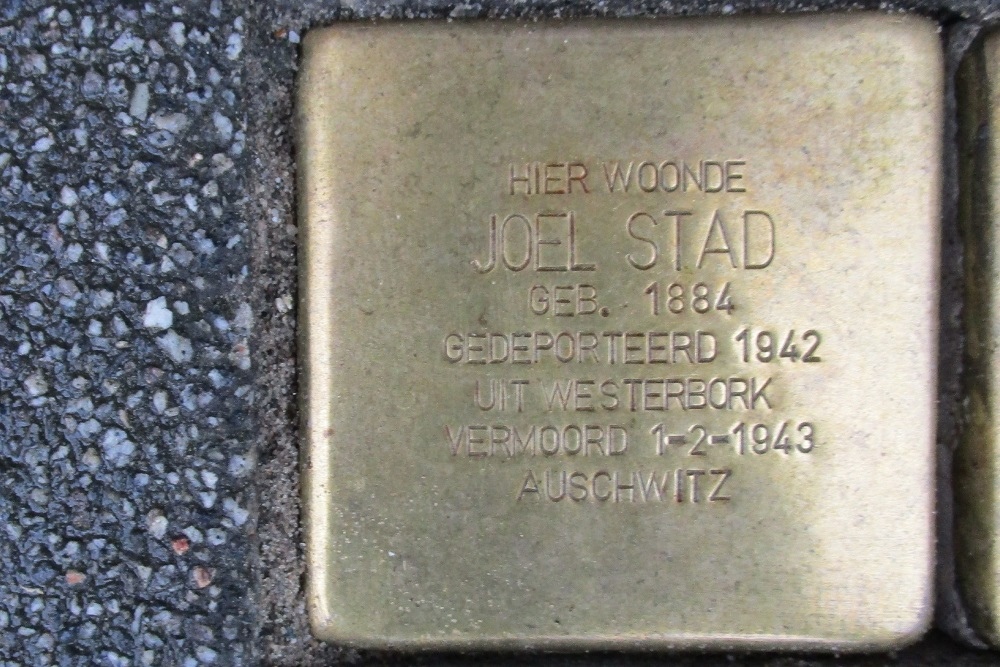 HIER WOONDE
JOEL STAD
GEB. 1884
GEDEPORTEERD 1942
UIT WESTERBORK
VERMOORD 1-2-1943
AUSCHWITZ